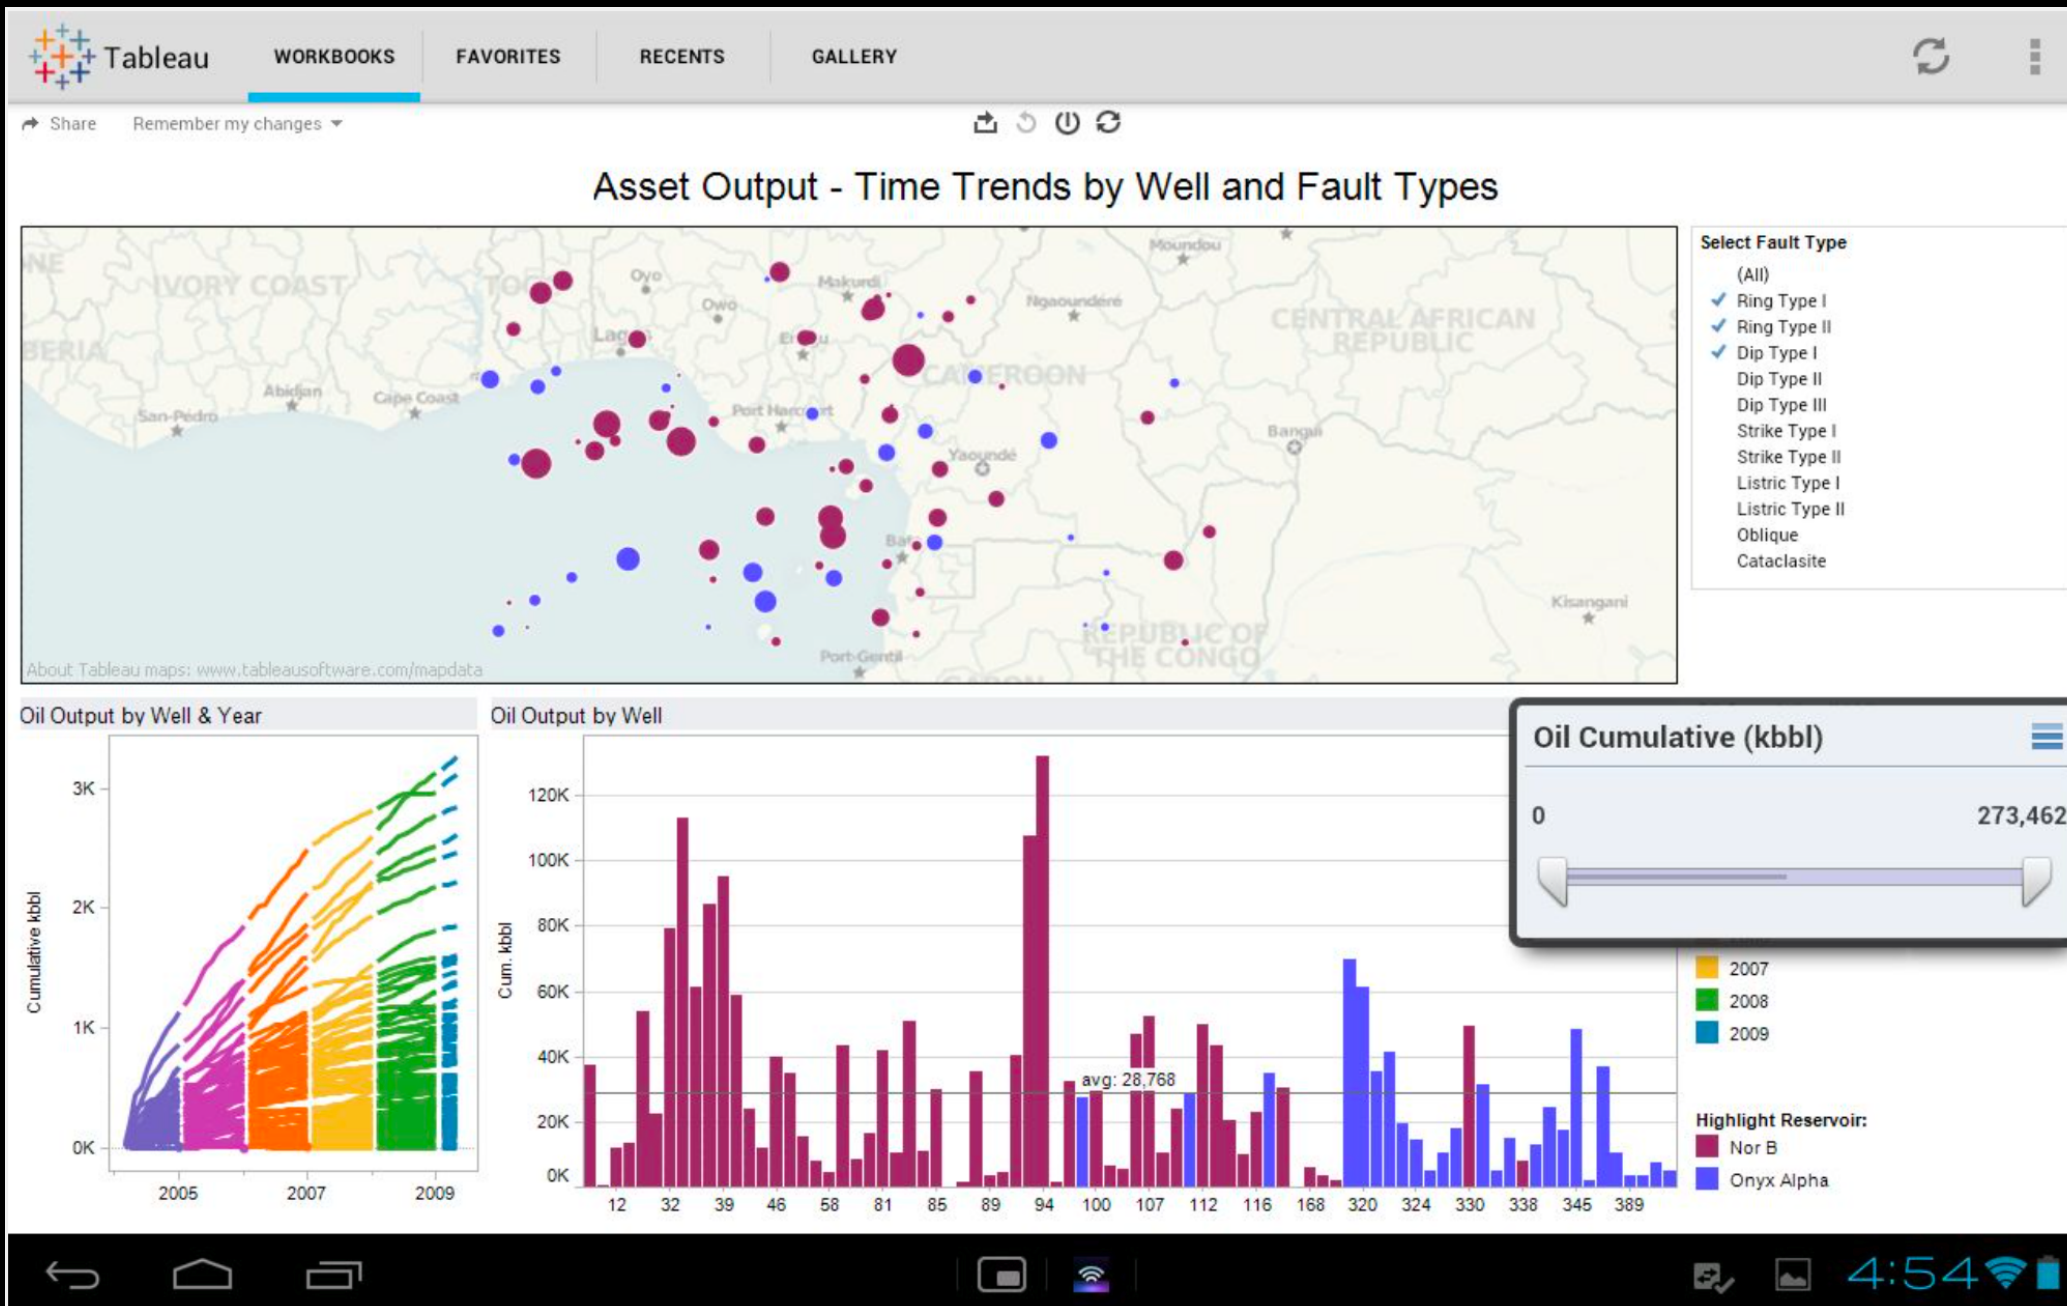 Tableau
WORKBOOKS
FAVORITES
RECENTS
GALLERY
Share
Remember my changes
Asset Output - Time Trends by Well and Fault Types
IVORY COAST
Oyo
Owo
Makurdi
Moundou
Ngaoundéré
CENTRAL AFRICAN
REPUBLIC
CAMEROON
Abidjan
Cape Coast
San-Pédro
Port Harcourt
Bangui
Yaoundé
Kisangani
REPUBLIC OF
THE CONGO
Port-Gentil
About Tableau maps: www.tableausoftware.com/mapdata
Select Fault Type
(All)
Ring Type I
Ring Type II
Dip Type I
Dip Type II
Dip Type III
Strike Type I
Strike Type II
Listric Type I
Listric Type II
Oblique
Cataclasite
Oil Output by Well & Year
Cumulative kbbl
3K
2K
1K
0K
2005
2007
2009
Oil Output by Well
Cum. kbbl
120K
100K
80K
60K
40K
20K
0K
avg: 28,768
12
32
39
46
58
81
85
89
94
100
107
112
116
168
320
324
330
338
345
389
Oil Cumulative (kbbl)
0
273,462
2007
2008
2009
Highlight Reservoir:
Nor B
Onyx Alpha
4:54